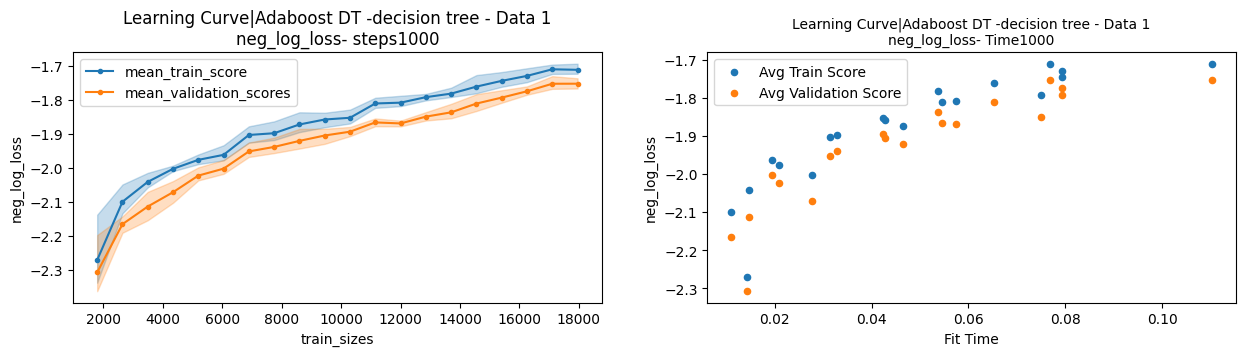 Learning Curve|Adaboost DT -decision tree - Data 1
neg_log_loss- steps1000
mean_train_score
mean_validation_scores
−1.7
−1.8
−1.9
−2.0
−2.1
−2.2
−2.3
neg_log_loss
2000 4000 6000 8000 10000 12000 14000 16000 18000
train_sizes
Learning Curve|Adaboost DT -decision tree - Data 1
neg_log_loss- Time1000
Avg Train Score
Avg Validation Score
−1.7
−1.8
−1.9
−2.0
−2.1
−2.2
−2.3
neg_log_loss
0.02 0.04 0.06 0.08 0.10
Fit Time